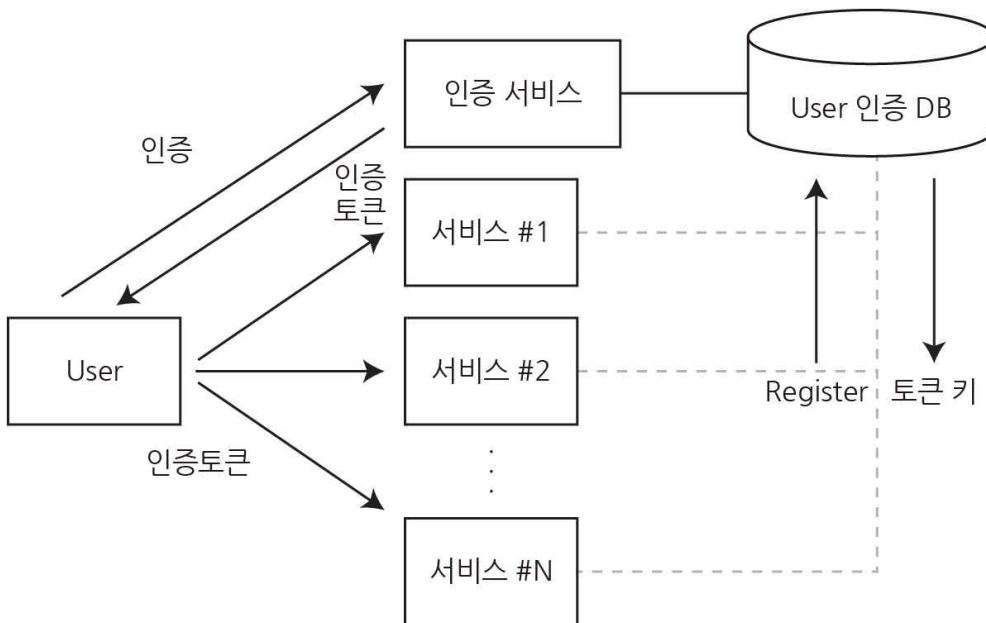 인증 서비스
User 인증 DB
인증
인증
토큰
서비스 #1
User
서비스 #2
Register
토큰 키
인증토큰
서비스 #N